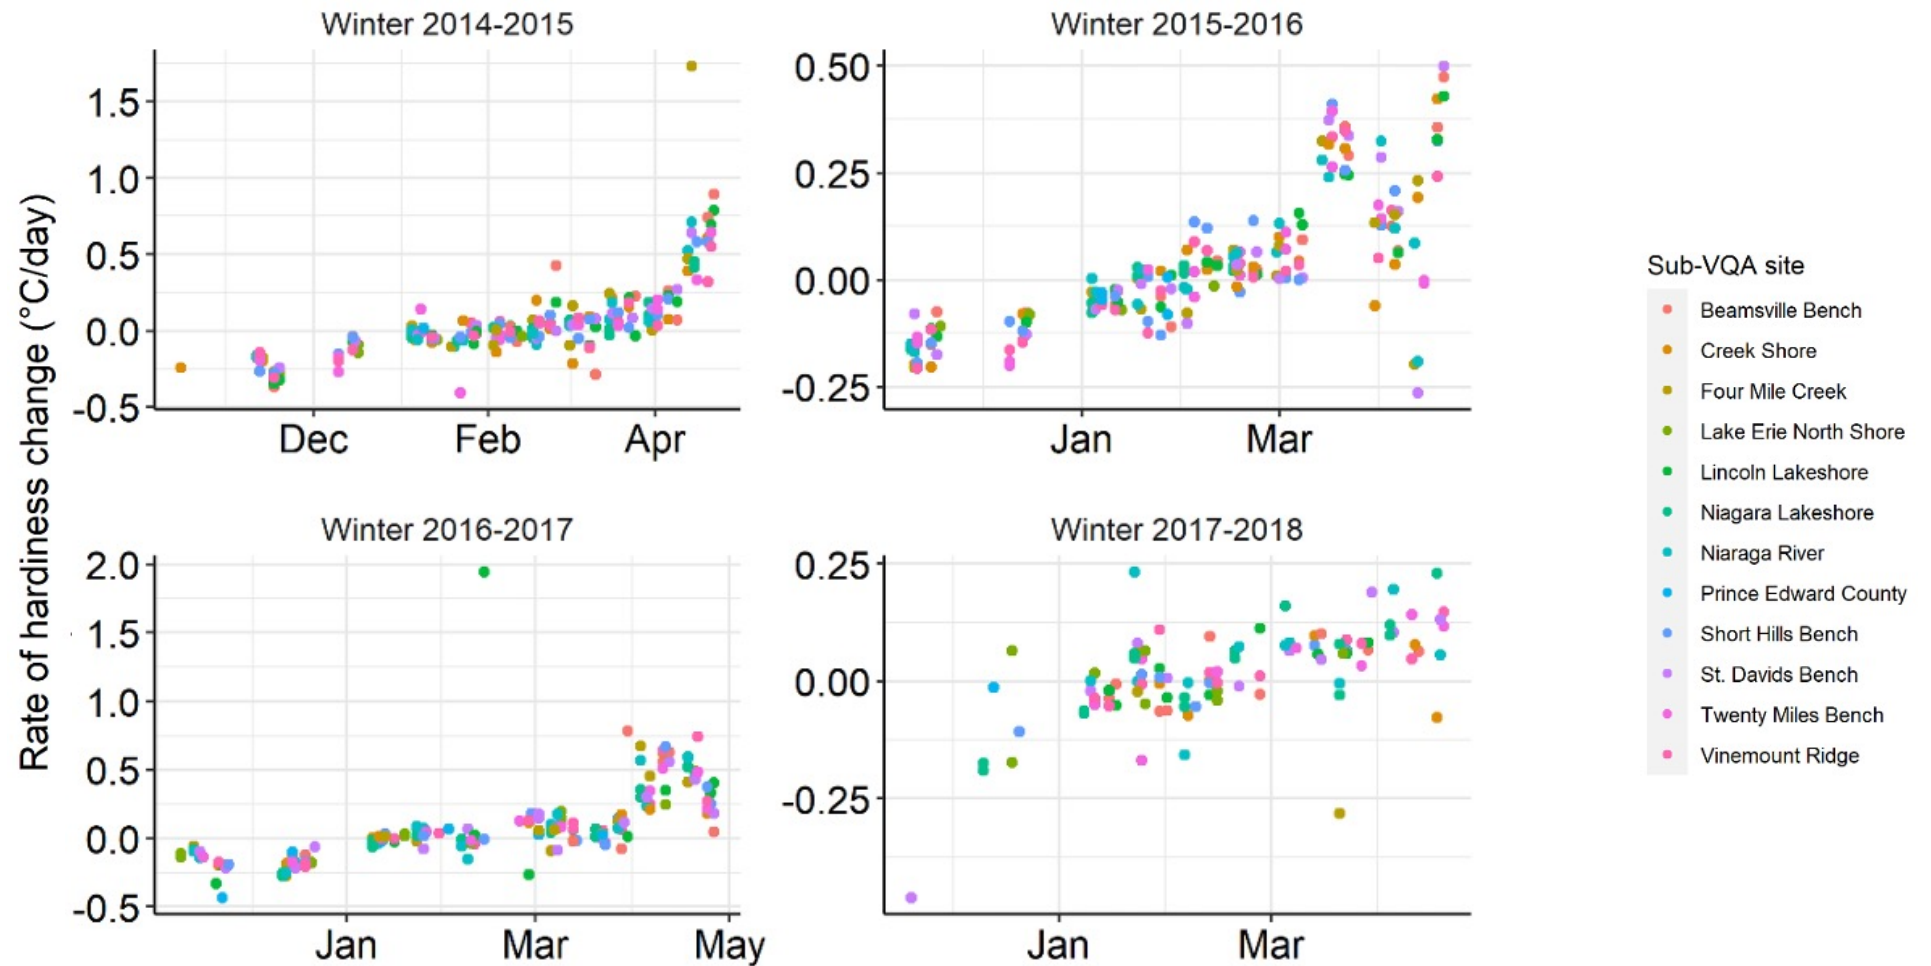 Winter 2014-2015
Winter 2015-2016
Rate of hardiness change (°C/day)
1.5
1.0
0.5
0.0
-0.5
Dec Feb Apr
0.50
0.25
0.00
-0.25
Jan Mar
Winter 2016-2017
Winter 2017-2018
2.0
1.5
1.0
0.5
0.0
-0.5
Jan Mar May
0.25
0.00
-0.25
Jan Mar
Sub-VQA site
Beamsville Bench
Creek Shore
Four Mile Creek
Lake Erie North Shore
Lincoln Lakeshore
Niagara Lakeshore
Niaraga River
Prince Edward County
Short Hills Bench
St. Davids Bench
Twenty Miles Bench
Vinemount Ridge